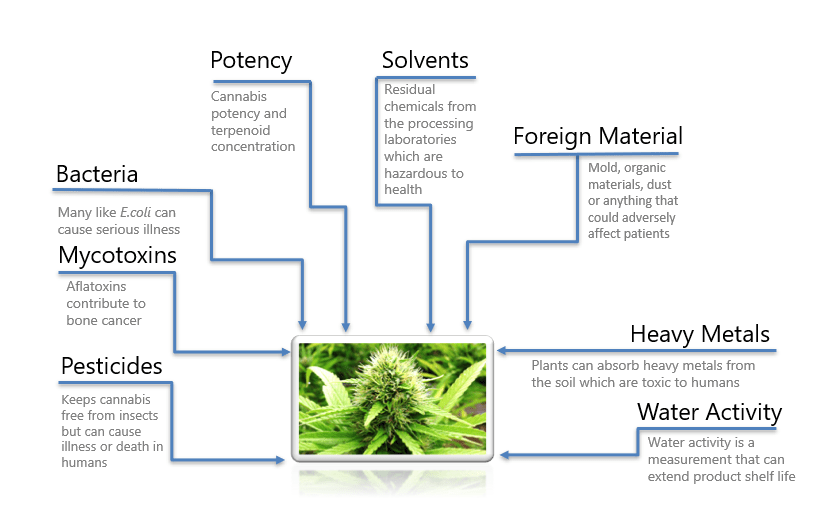 Potency
Cannabis
potency and
terpenoid
concentration
Solvents
Residual
chemicals from
the processing
laboratories
which are
hazardous to
health
Foreign Material
Mold, organic
materials, dust
or anything that
could adversely
affect patients
Bacteria
Many like E.coli can
cause serious illness
Mycotoxins
Aflatoxins
contribute to
bone cancer
Pesticides
Keeps cannabis
free from insects
but can cause
illness or death in
humans
Heavy Metals
Plants can absorb heavy metals from
the soil which are toxic to humans
Water Activity
Water activity is a
measurement that can
extend product shelf life